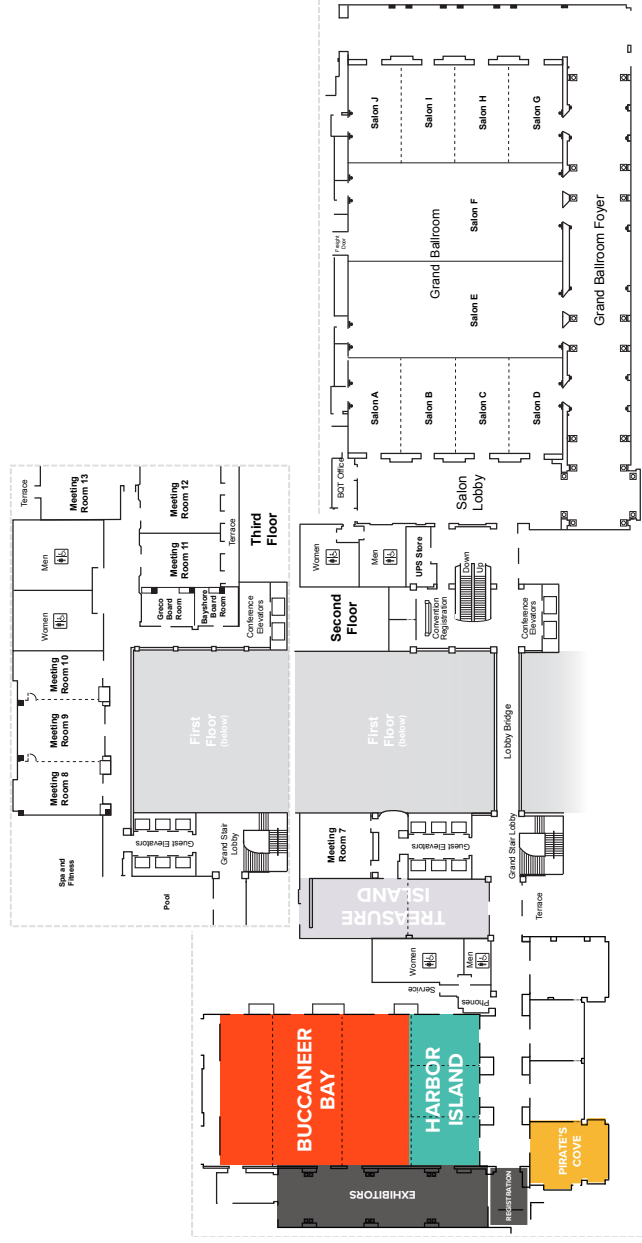 Terrace
Meeting
Room 13
Men
Women
Meeting
Room 12
Meeting
Room 11
Terrace
Third
Floor
Greco
Board
Room
Bayshore
Board
Room
Conference
Elevators
Meeting
Room 10
Meeting
Room 9
Meeting
Room 8
First
Floor
(below)
Guest Elevators
Grand Stair
Lobby
Spa and
Fitness
Pool
Salon J
Salon I
Salon H
Salon G
Salon F
Grand Ballroom
Salon E
Freight
Door
Grand Ballroom Foyer
Salon A
Salon B
Salon C
Salon D
BQT Office
Salon
Lobby
Women
Men
UPS Store
Down
Up
Second
Floor
Convention
Registration
Conference
Elevators
First
Floor
(below)
Lobby Bridge
Meeting
Room 7
Guest Elevators
Grand Stair Lobby
TREASURE
ISLAND
Terrace
Women
Men
Service
Phones
BUCCANEER
BAY
HARBOR
ISLAND
EXHIBITORS
REGISTRATION
PIRATE'S
COVE